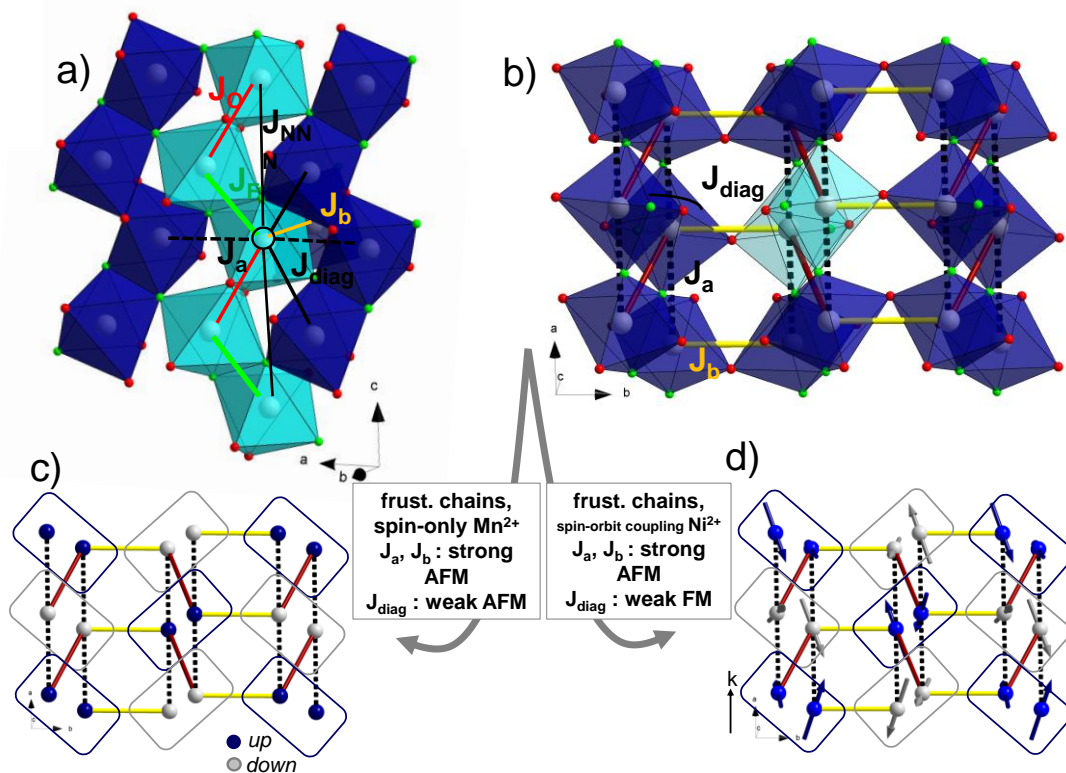 a)
J_O
J_NN
N
J_F
J_b
J_a
J_diag
c
a
b
b)
J_diag
J_a
J_b
a
c
b
c)
frust. chains,
spin-only Mn²⁺
J_a, J_b : strong
AFM
J_diag : weak AFM
frust. chains,
spin-orbit coupling Ni²⁺
J_a, J_b : strong
AFM
J_diag : weak FM
d)
a
c
b
up
down
k
a
c
b